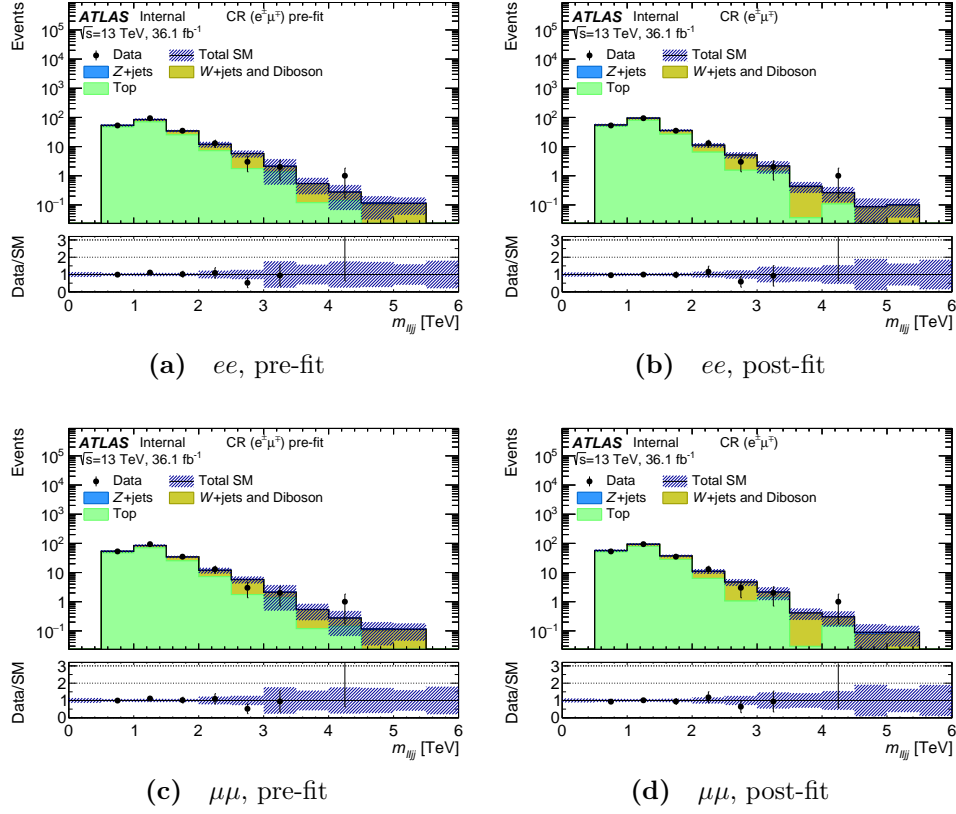 Events
ATLAS Internal CR (e±μ∓) pre-fit
√s=13 TeV, 36.1 fb⁻¹
Data Total SM
Z+jets W+jets and Diboson
Top
10⁵
10⁴
10³
10²
10
1
10⁻¹
Data/SM
3
2
1
0
0 1 2 3 4 5 6
m_lljj [TeV]
(a) ee, pre-fit
Events
ATLAS Internal CR (e±μ∓)
√s=13 TeV, 36.1 fb⁻¹
Data Total SM
Z+jets W+jets and Diboson
Top
10⁵
10⁴
10³
10²
10
1
10⁻¹
Data/SM
3
2
1
0
0 1 2 3 4 5 6
m_lljj [TeV]
(b) ee, post-fit
Events
ATLAS Internal CR (e±μ∓) pre-fit
√s=13 TeV, 36.1 fb⁻¹
Data Total SM
Z+jets W+jets and Diboson
Top
10⁵
10⁴
10³
10²
10
1
10⁻¹
Data/SM
3
2
1
0
0 1 2 3 4 5 6
m_lljj [TeV]
(c) μμ, pre-fit
Events
ATLAS Internal CR (e±μ∓)
√s=13 TeV, 36.1 fb⁻¹
Data Total SM
Z+jets W+jets and Diboson
Top
10⁵
10⁴
10³
10²
10
1
10⁻¹
Data/SM
3
2
1
0
0 1 2 3 4 5 6
m_lljj [TeV]
(d) μμ, post-fit